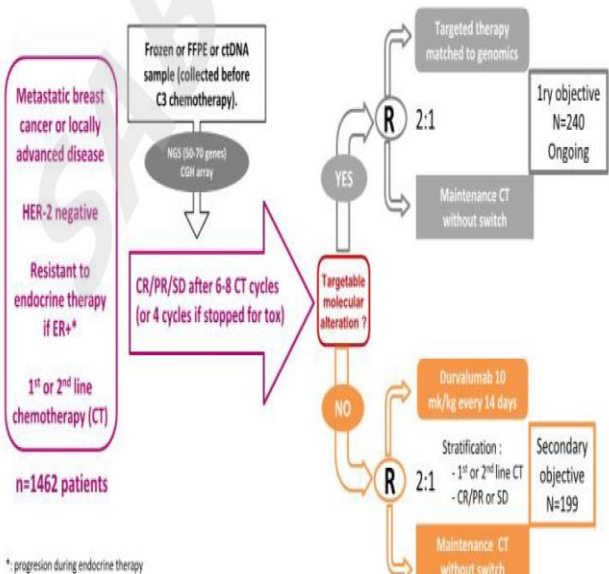 Frozen or FFPE or ctDNA
sample (collected before
C3 chemotherapy).
NGS (50-70 genes)
CGH array
Metastatic breast
cancer or locally
advanced disease
HER-2 negative
Resistant to
endocrine therapy
if ER+*
1st or 2nd line
chemotherapy (CT)
n=1462 patients
CR/PR/SD after 6-8 CT cycles
(or 4 cycles if stopped for tox)
Targetable
molecular
alteration ?
YES
R 2:1
Targeted therapy
matched to genomics
Maintenance CT
without switch
1ry objective
N=240
Ongoing
NO
R 2:1
Durvalumab 10
mk/kg every 14 days
Stratification :
- 1st or 2nd line CT
- CR/PR or SD
Maintenance CT
without switch
Secondary
objective
N=199
*: progresion during endocrine therapy